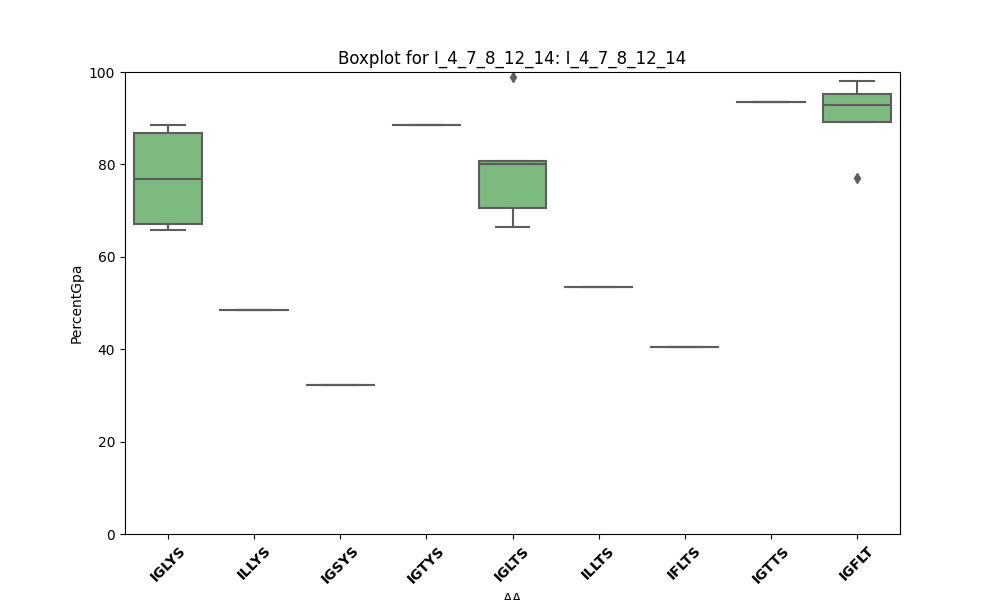 Boxplot for I_4_7_8_12_14: I_4_7_8_12_14
100
80
60
40
20
0
PercentGpa
IGLYS
ILLYS
IGSYS
IGTYS
IGLTS
ILLTS
IFLTS
IGTTS
IGFLT
AA